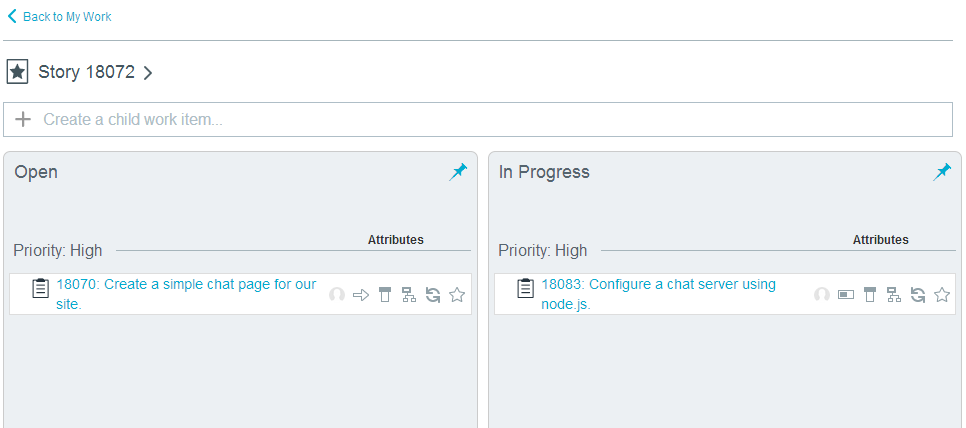 Back to My Work
Story 18072
Create a child work item...
Open
Attributes
Priority: High
18070: Create a simple chat page for our
site.
In Progress
Attributes
Priority: High
18083: Configure a chat server using
node.js.